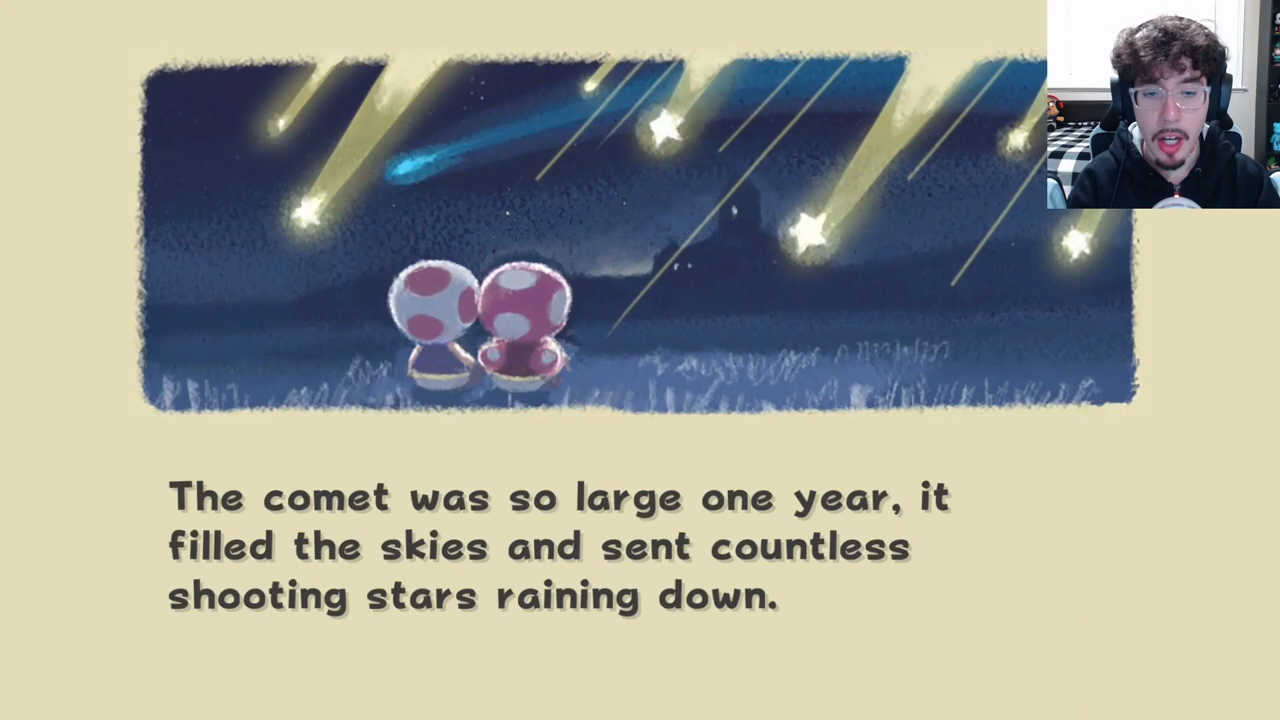 The comet was so large one year, it
filled the skies and sent countless
shooting stars raining down.